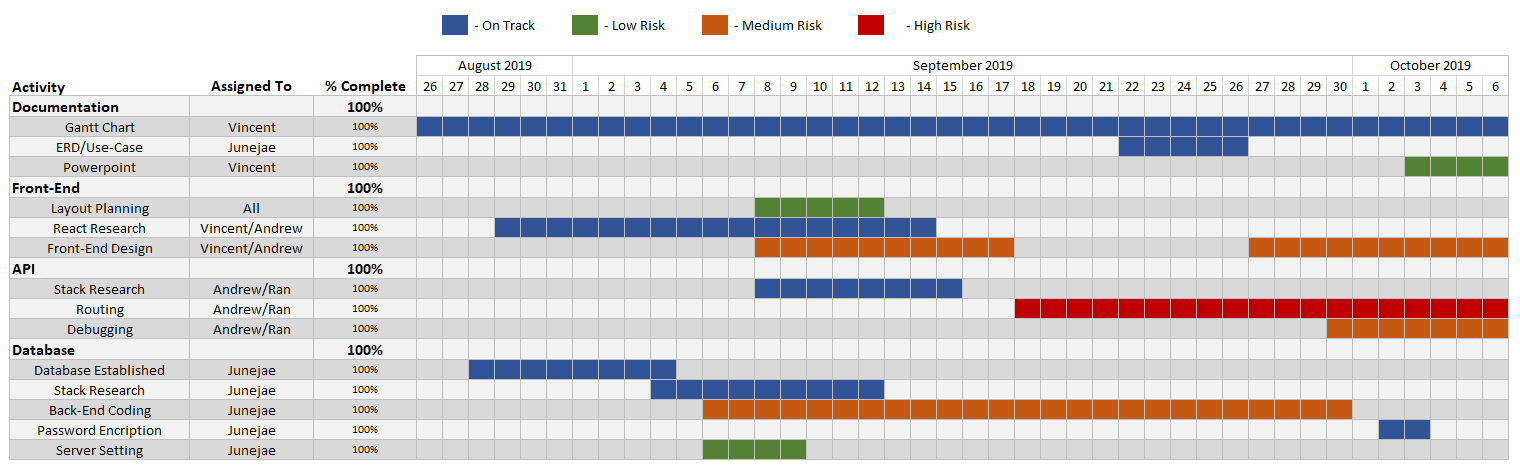 - On Track - Low Risk - Medium Risk - High Risk
August 2019 September 2019 October 2019
Activity Assigned To % Complete 26 27 28 29 30 31 1 2 3 4 5 6 7 8 9 10 11 12 13 14 15 16 17 18 19 20 21 22 23 24 25 26 27 28 29 30 1 2 3 4 5 6
Documentation 100%
Gantt Chart Vincent 100%
ERD/Use-Case Junejae 100%
Powerpoint Vincent 100%
Front-End 100%
Layout Planning All 100%
React Research Vincent/Andrew 100%
Front-End Design Vincent/Andrew 100%
API 100%
Stack Research Andrew/Ran 100%
Routing Andrew/Ran 100%
Debugging Andrew/Ran 100%
Database 100%
Database Established Junejae 100%
Stack Research Junejae 100%
Back-End Coding Junejae 100%
Password Encription Junejae 100%
Server Setting Junejae 100%